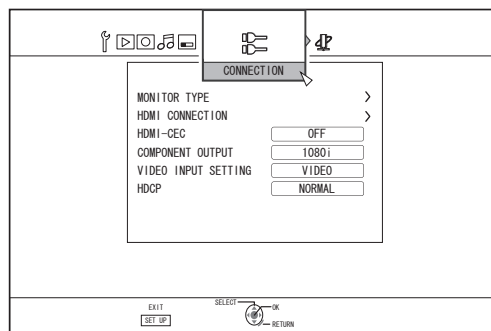 CONNECTION
MONITOR TYPE >
HDMI CONNECTION >
HDMI-CEC OFF
COMPONENT OUTPUT 1080i
VIDEO INPUT SETTING VIDEO
HDCP NORMAL
EXIT
SET UP
SELECT
OK
RETURN